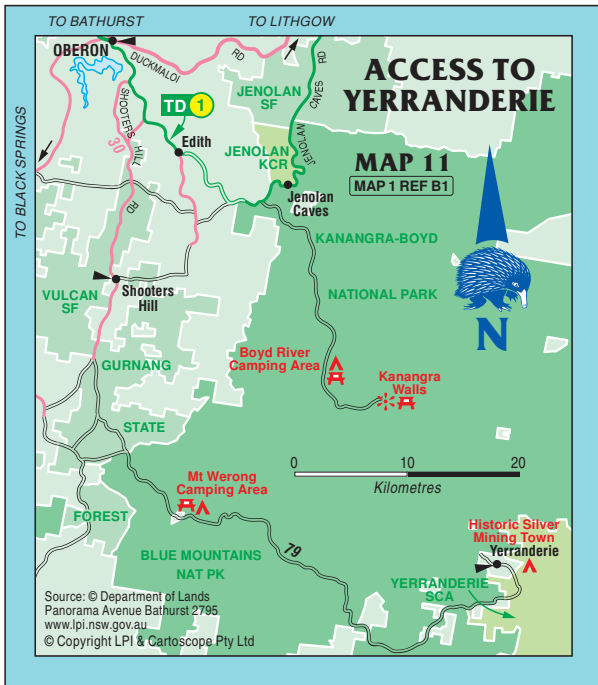 TO BATHURST
TO LITHGOW
OBERON
DUCKMALOI
RD
ACCESS TO
YERRANDERIE
JENOLAN
SF
CAVES RD
JENOLAN
SHOOTERS
HILL
RD
30
TD 1
Edith
JENOLAN
KCR
MAP 11
MAP 1 REF B1
TO BLACK SPRINGS
Jenolan
Caves
KANANGRA-BOYD
NATIONAL PARK
N
VULCAN
SF
Shooters
Hill
Boyd River
Camping Area
Kanangra
Walls
GURNANG
STATE
FOREST
0
10
20
Kilometres
Mt Werong
Camping Area
Historic Silver
Mining Town
Yerranderie
79
BLUE MOUNTAINS
NAT PK
YERRANDERIE
SCA
Source: © Department of Lands
Panorama Avenue Bathurst 2795
www.lpi.nsw.gov.au
© Copyright LPI & Cartoscope Pty Ltd